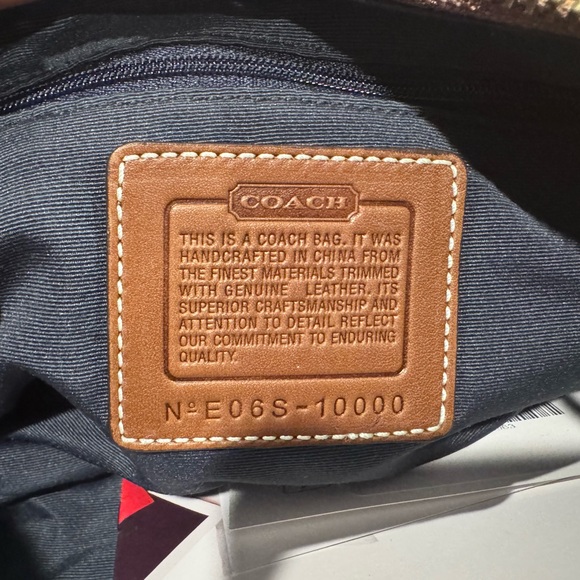 COACH
THIS IS A COACH BAG. IT WAS
HANDCRAFTED IN CHINA FROM
THE FINEST MATERIALS TRIMMED
WITH GENUINE LEATHER. ITS
SUPERIOR CRAFTSMANSHIP AND
ATTENTION TO DETAIL REFLECT
OUR COMMITMENT TO ENDURING
QUALITY.
Nº E06S-10000